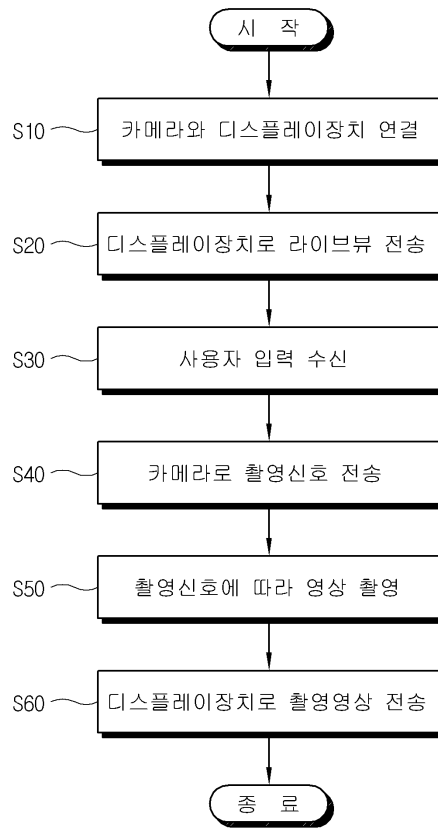 시 작
S10 카메라와 디스플레이장치 연결
S20 디스플레이장치로 라이브뷰 전송
S30 사용자 입력 수신
S40 카메라로 촬영신호 전송
S50 촬영신호에 따라 영상 촬영
S60 디스플레이장치로 촬영영상 전송
종 료